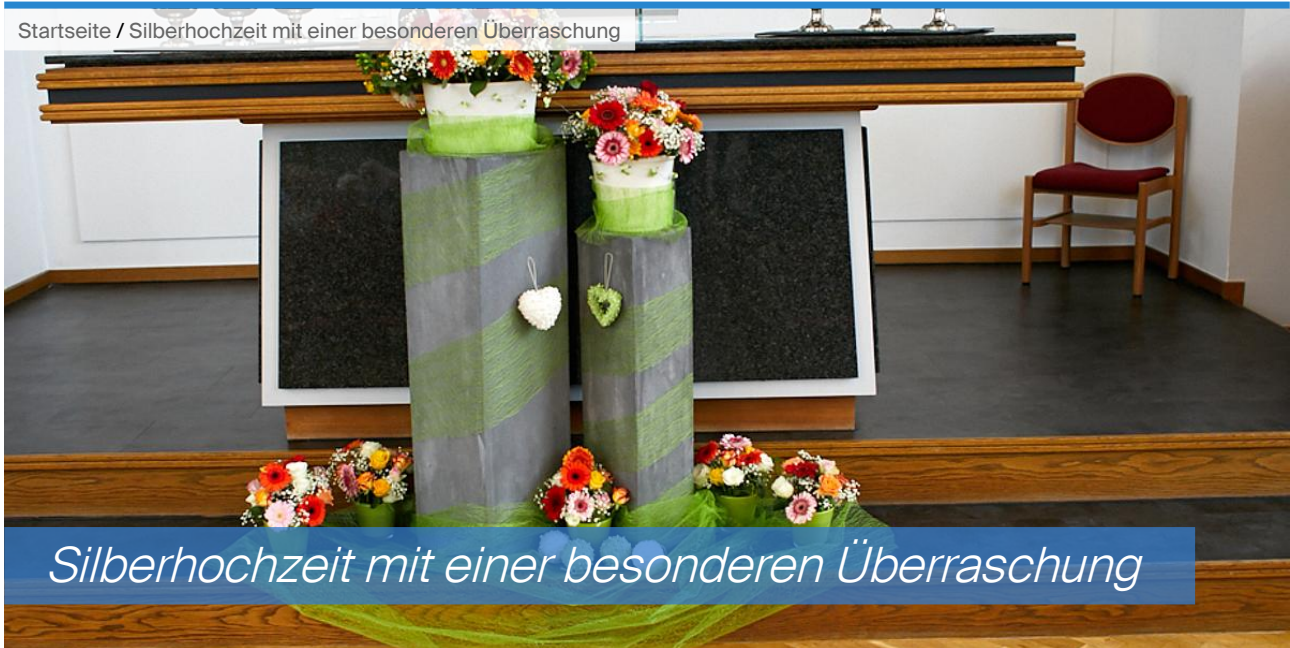 Startseite / Silberhochzeit mit einer besonderen Überraschung
Silberhochzeit mit einer besonderen Überraschung